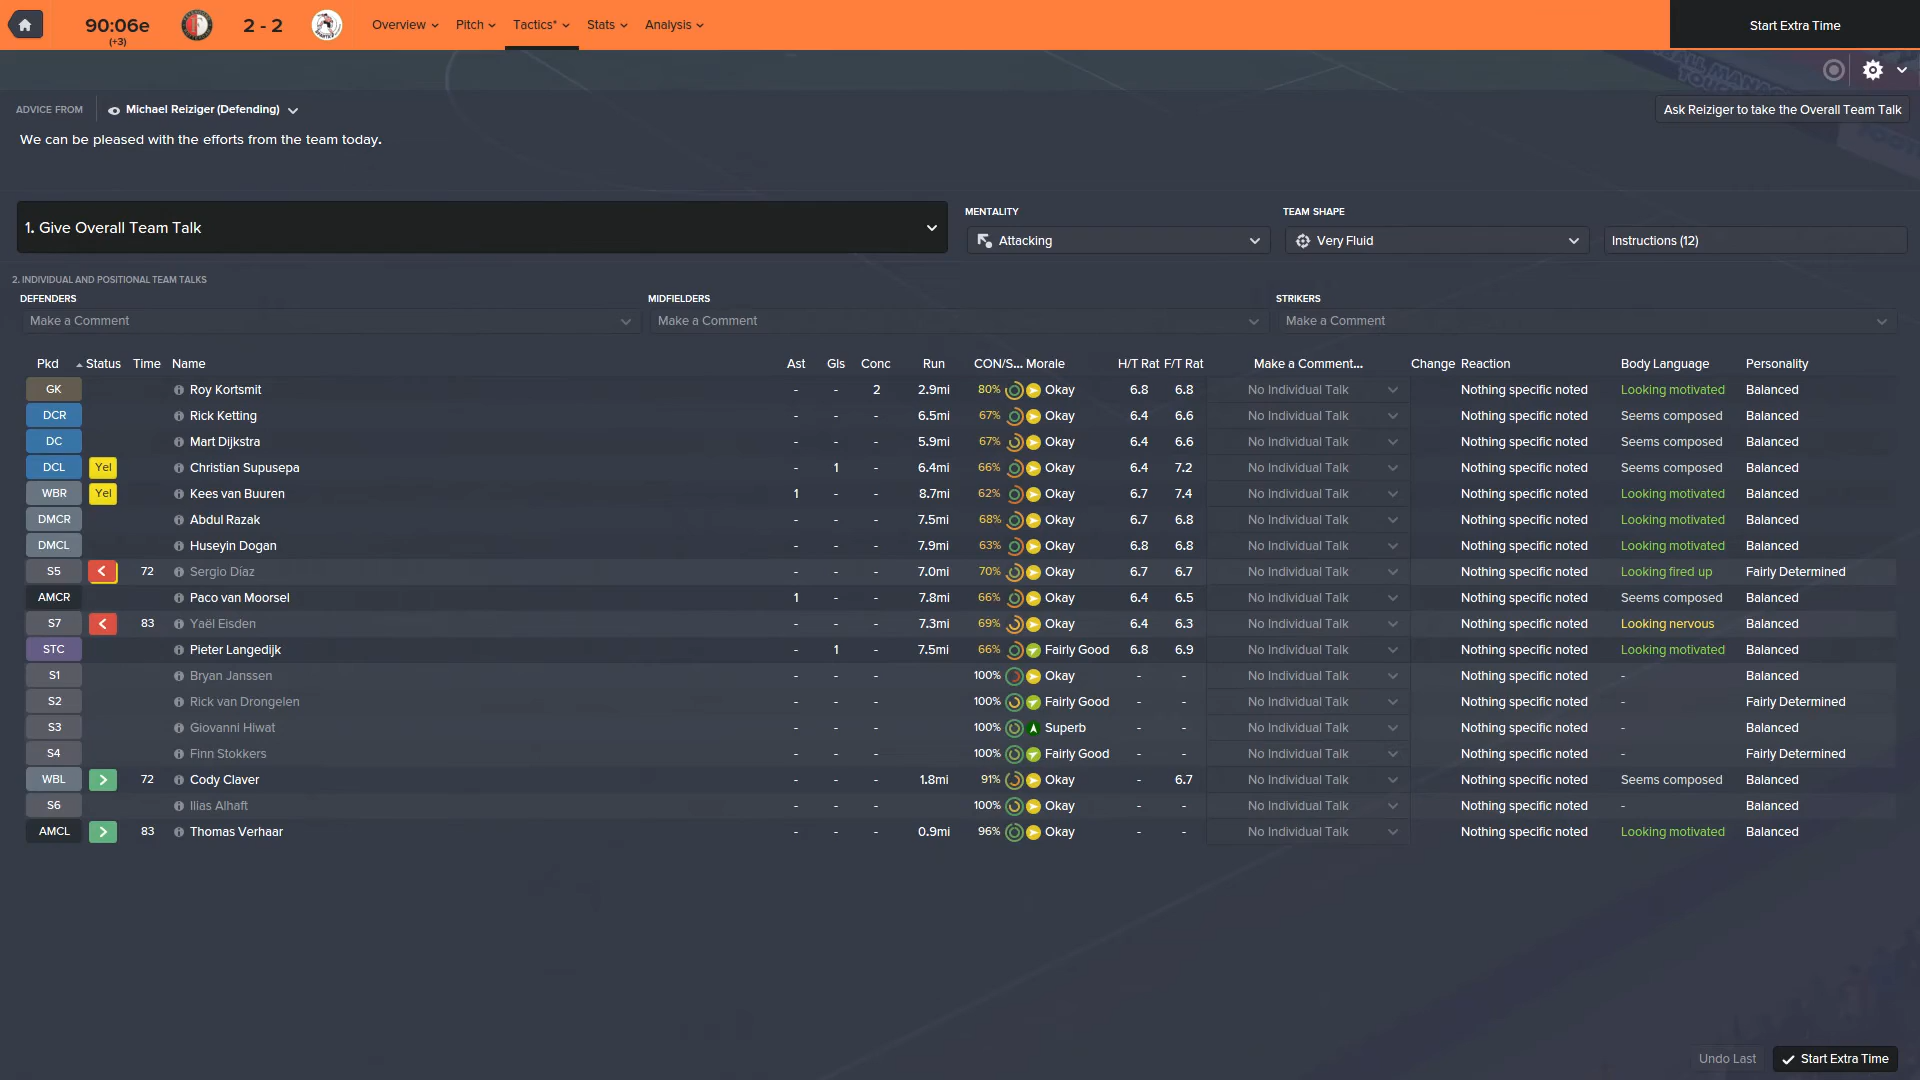 90:06e
(+3)
2 - 2
Overview
Pitch
Tactics*
Stats
Analysis
Start Extra Time
ADVICE FROM
Michael Reiziger (Defending)
Ask Reiziger to take the Overall Team Talk
We can be pleased with the efforts from the team today.
1. Give Overall Team Talk
MENTALITY
Attacking
TEAM SHAPE
Very Fluid
Instructions (12)
2. INDIVIDUAL AND POSITIONAL TEAM TALKS
DEFENDERS MIDFIELDERS STRIKERS
Make a Comment Make a Comment Make a Comment
Pkd Status Time Name Ast Gls Conc Run CON/S... Morale H/T Rat F/T Rat Make a Comment... Change Reaction Body Language Personality
GK Roy Kortsmit - - 2 2.9mi 80% Okay 6.8 6.8 No Individual Talk Nothing specific noted Looking motivated Balanced
DCR Rick Ketting - - - 6.5mi 67% Okay 6.4 6.6 No Individual Talk Nothing specific noted Seems composed Balanced
DC Mart Dijkstra - - - 5.9mi 67% Okay 6.4 6.6 No Individual Talk Nothing specific noted Seems composed Balanced
DCL Yel Christian Supusepa - 1 - 6.4mi 66% Okay 6.4 7.2 No Individual Talk Nothing specific noted Seems composed Balanced
WBR Yel Kees van Buuren 1 - - 8.7mi 62% Okay 6.7 7.4 No Individual Talk Nothing specific noted Looking motivated Balanced
DMCR Abdul Razak - - - 7.5mi 68% Okay 6.7 6.8 No Individual Talk Nothing specific noted Looking motivated Balanced
DMCL Huseyin Dogan - - - 7.9mi 63% Okay 6.8 6.8 No Individual Talk Nothing specific noted Looking motivated Balanced
S5 72 Sergio Díaz - - - 7.0mi 70% Okay 6.7 6.7 No Individual Talk Nothing specific noted Looking fired up Fairly Determined
AMCR Paco van Moorsel 1 - - 7.8mi 66% Okay 6.4 6.5 No Individual Talk Nothing specific noted Seems composed Balanced
S7 83 Yaël Eisden - - - 7.3mi 69% Okay 6.4 6.3 No Individual Talk Nothing specific noted Looking nervous Balanced
STC Pieter Langedijk - 1 - 7.5mi 66% Fairly Good 6.8 6.9 No Individual Talk Nothing specific noted Looking motivated Balanced
S1 Bryan Janssen - - - 100% Okay - - No Individual Talk Nothing specific noted - Balanced
S2 Rick van Drongelen - - - 100% Fairly Good - - No Individual Talk Nothing specific noted - Fairly Determined
S3 Giovanni Hiwat - - - 100% Superb - - No Individual Talk Nothing specific noted - Balanced
S4 Finn Stokkers - - - 100% Fairly Good - - No Individual Talk Nothing specific noted - Fairly Determined
WBL 72 Cody Claver - - - 1.8mi 91% Okay - 6.7 No Individual Talk Nothing specific noted Seems composed Balanced
S6 Ilias Alhaft - - - 100% Okay - - No Individual Talk Nothing specific noted - Balanced
AMCL 83 Thomas Verhaar - - - 0.9mi 96% Okay - - No Individual Talk Nothing specific noted Looking motivated Balanced
Undo Last
Start Extra Time